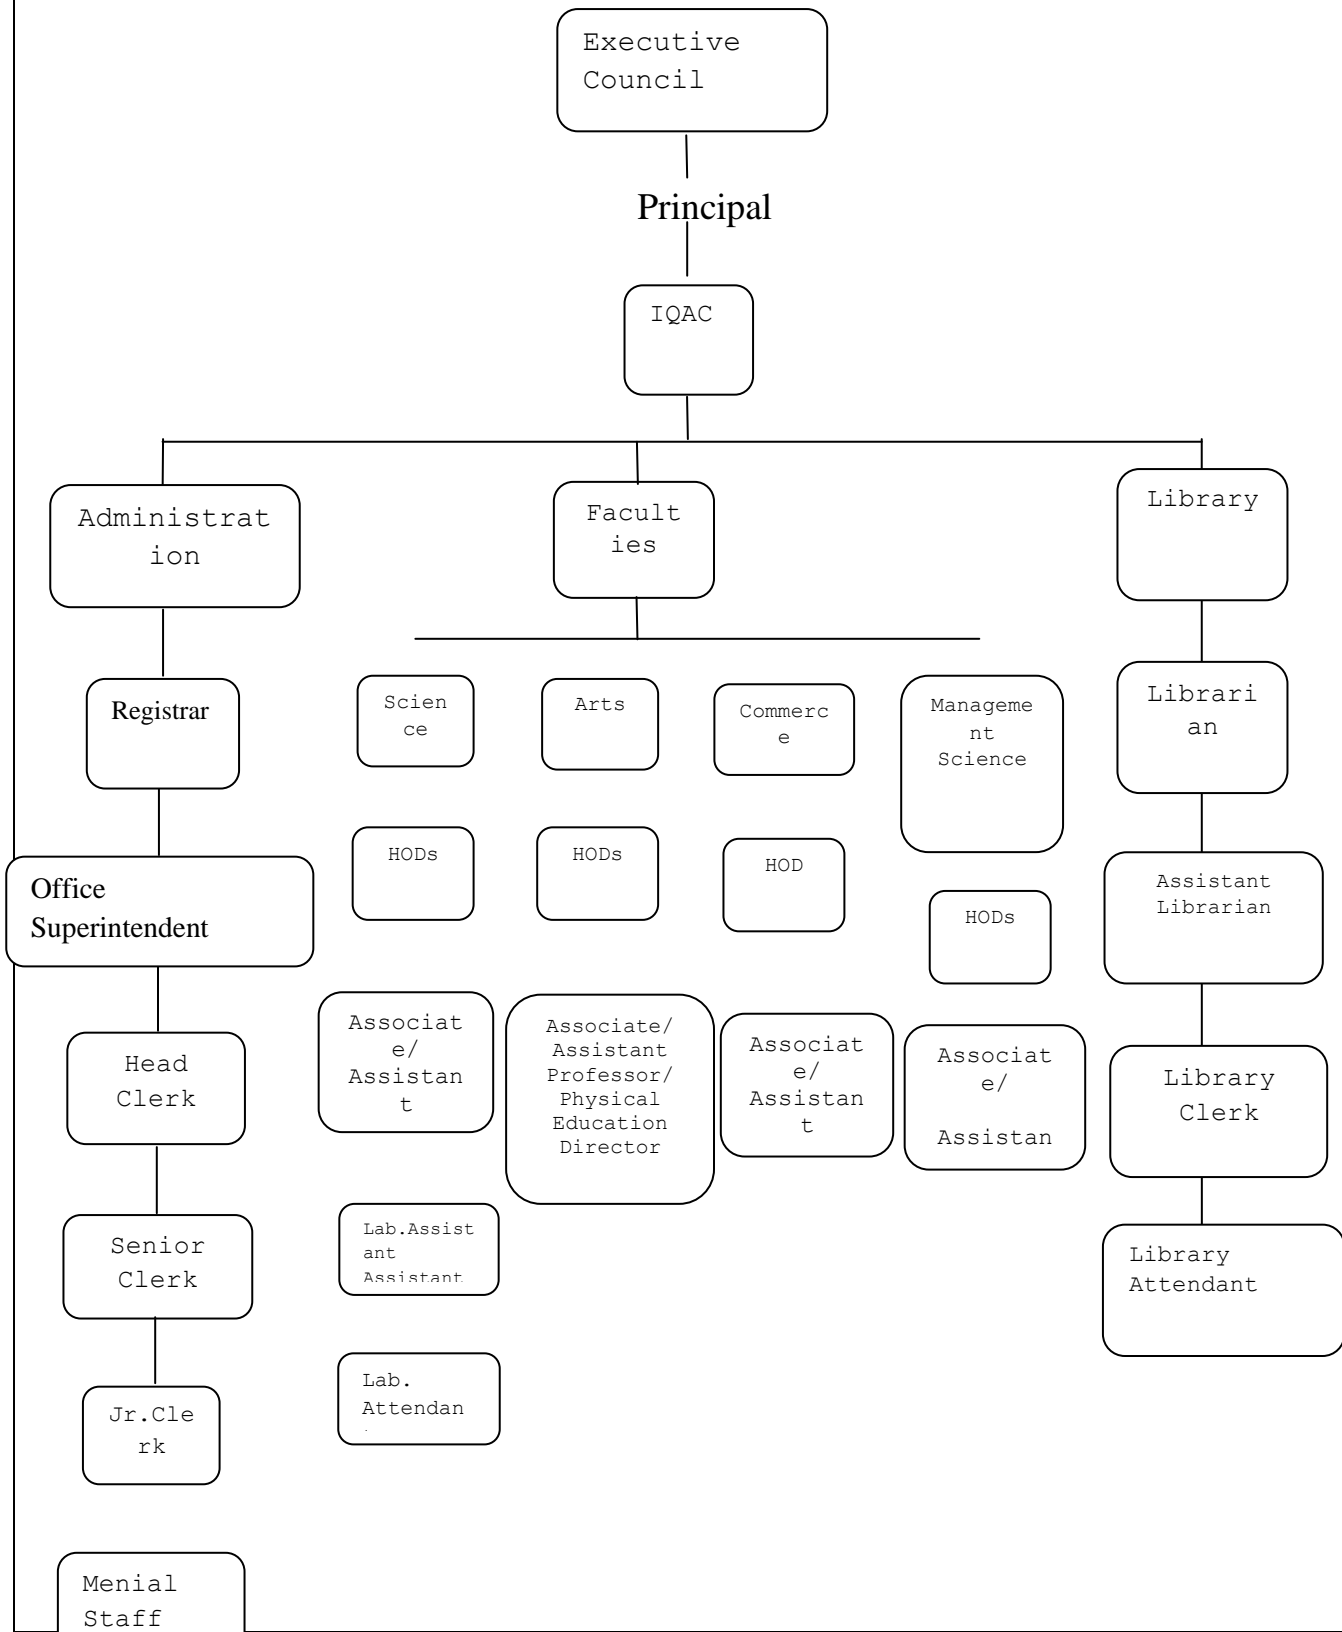 Executive
Council
Principal
IQAC
Administrat
ion
Facult
ies
Library
Registrar
Scien
ce
Arts
Commerc
e
Manageme
nt
Science
Librari
an
Office
Superintendent
HODs
HODs
HOD
HODs
Assistant
Librarian
Head
Clerk
Associat
e/
Assistan
t
Associate/
Assistant
Professor/
Physical
Education
Director
Associat
e/
Assistan
t
Associat
e/
Assistan
Library
Clerk
Senior
Clerk
Lab.Assist
ant
Assistant
Library
Attendant
Jr.Cle
rk
Lab.
Attendan
Menial
Staff